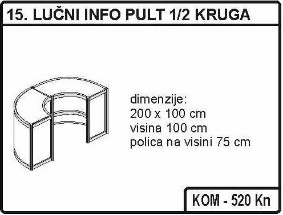 15. LUČNI INFO PULT 1/2 KRUGA
dimenzije:
200 x 100 cm
visina 100 cm
polica na visini 75 cm
KOM - 520 Kn